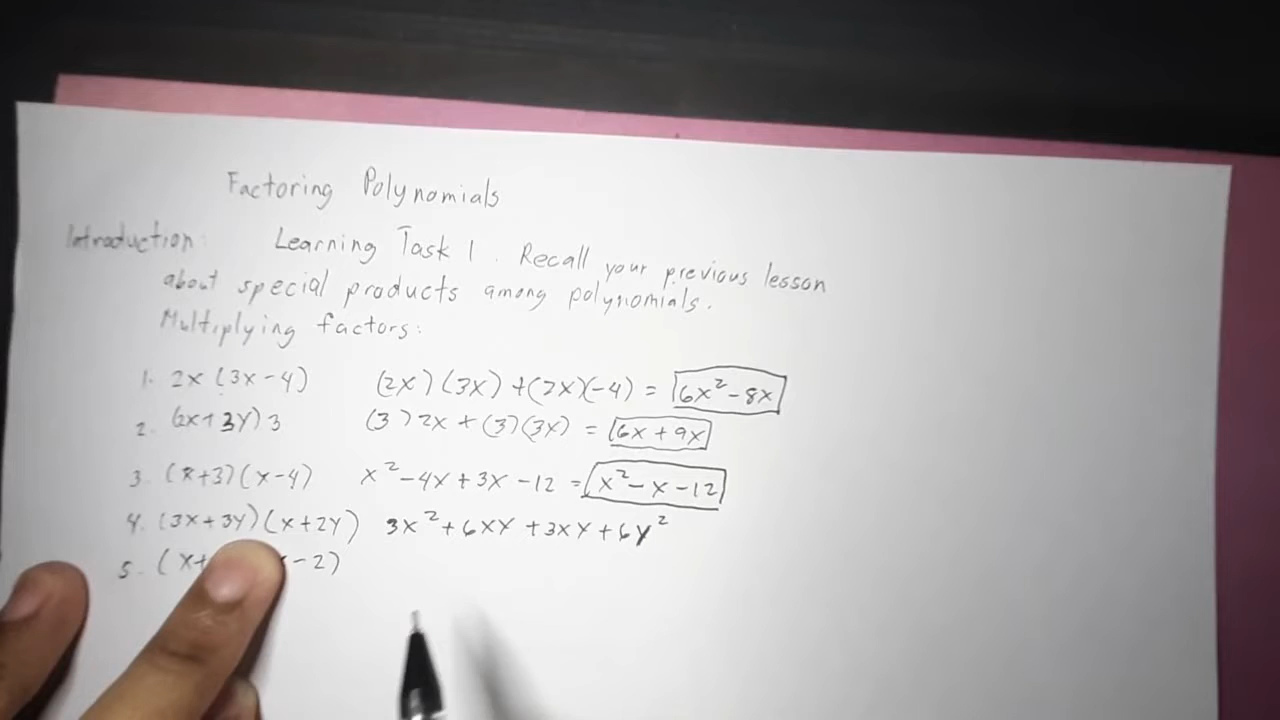 Factoring Polynomials
Introduction: Learning Task 1. Recall your previous lesson
about special products among polynomials.
Multiplying factors:
1. 2x (3x-4) (2x)(3x)+(2x)(-4) = 6x²-8x
2. (2x+3y)3 (3)2x+(3)(3x) = 6x+9x
3. (x+3)(x-4) x²-4x+3x-12 = x²-x-12
4. (3x+3y)(x+2y) 3x²+6xy+3xy+6y²
5. (x+ -2)